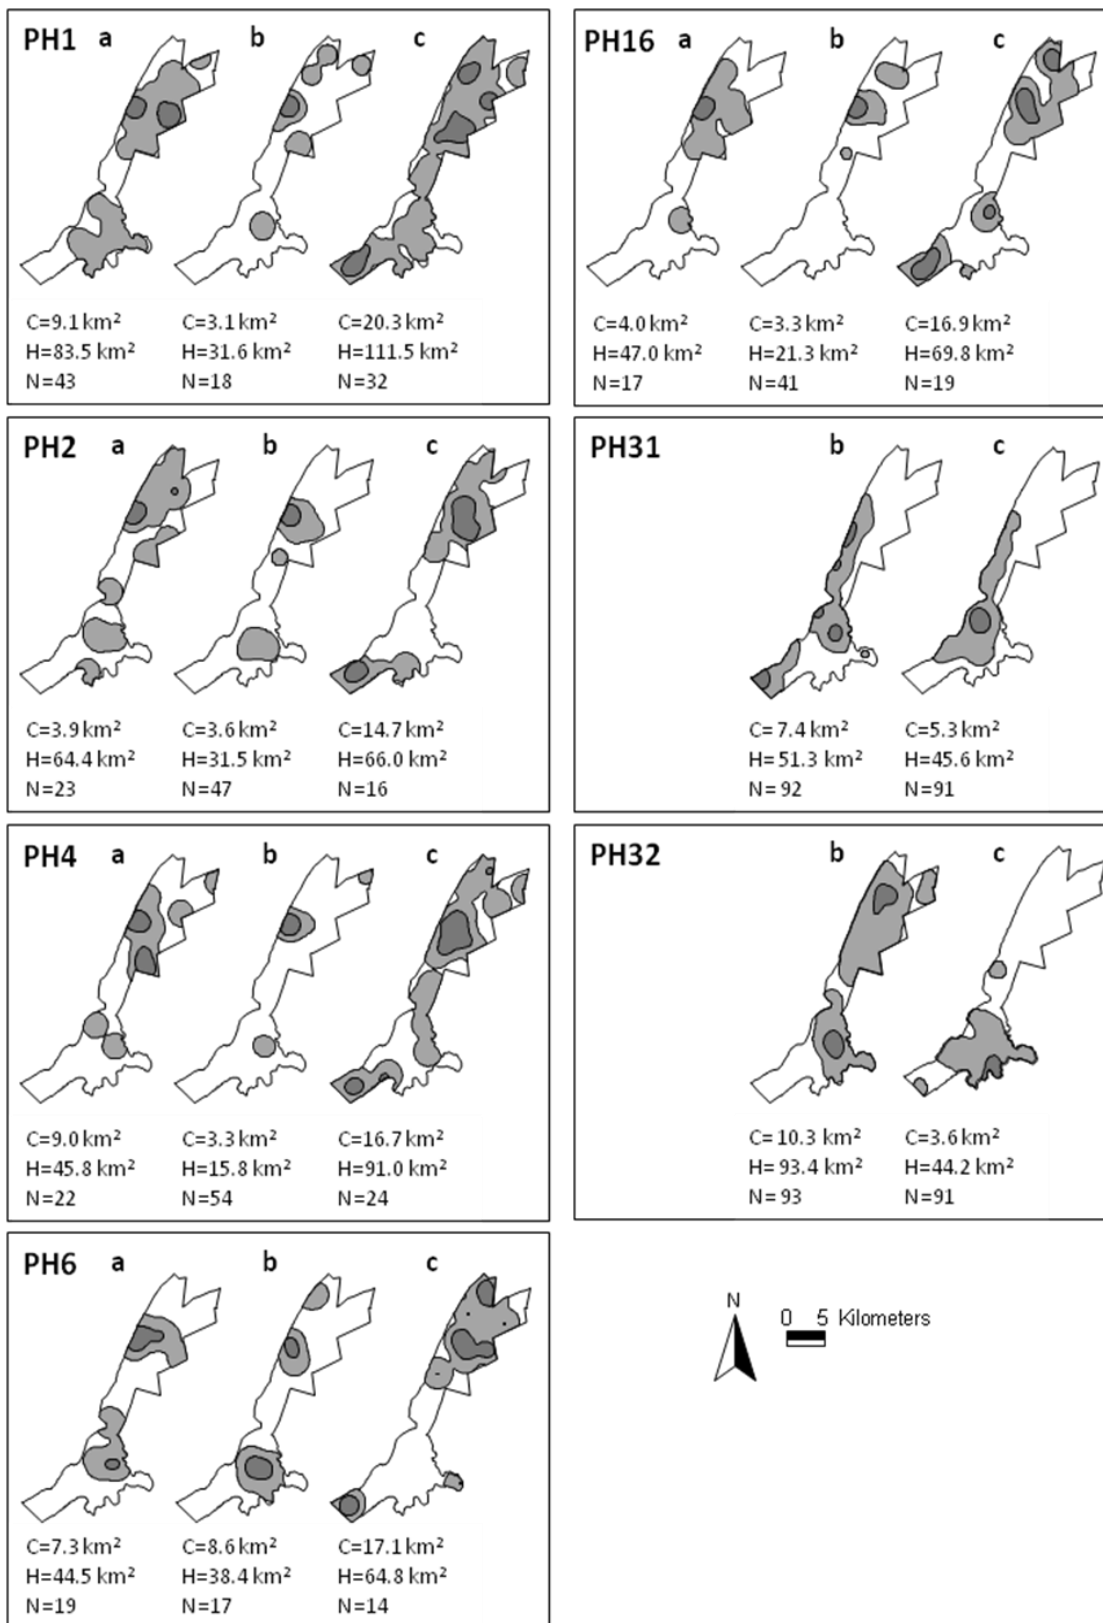 PH1 a b c
C=9.1 km² C=3.1 km² C=20.3 km²
H=83.5 km² H=31.6 km² H=111.5 km²
N=43 N=18 N=32
PH16 a b c
C=4.0 km² C=3.3 km² C=16.9 km²
H=47.0 km² H=21.3 km² H=69.8 km²
N=17 N=41 N=19
PH2 a b c
C=3.9 km² C=3.6 km² C=14.7 km²
H=64.4 km² H=31.5 km² H=66.0 km²
N=23 N=47 N=16
PH31 b c
C= 7.4 km² C=5.3 km²
H= 51.3 km² H=45.6 km²
N= 92 N=91
PH4 a b c
C=9.0 km² C=3.3 km² C=16.7 km²
H=45.8 km² H=15.8 km² H=91.0 km²
N=22 N=54 N=24
PH32 b c
C= 10.3 km² C=3.6 km²
H= 93.4 km² H=44.2 km²
N= 93 N=91
PH6 a b c
C=7.3 km² C=8.6 km² C=17.1 km²
H=44.5 km² H=38.4 km² H=64.8 km²
N=19 N=17 N=14
N
0 5 Kilometers